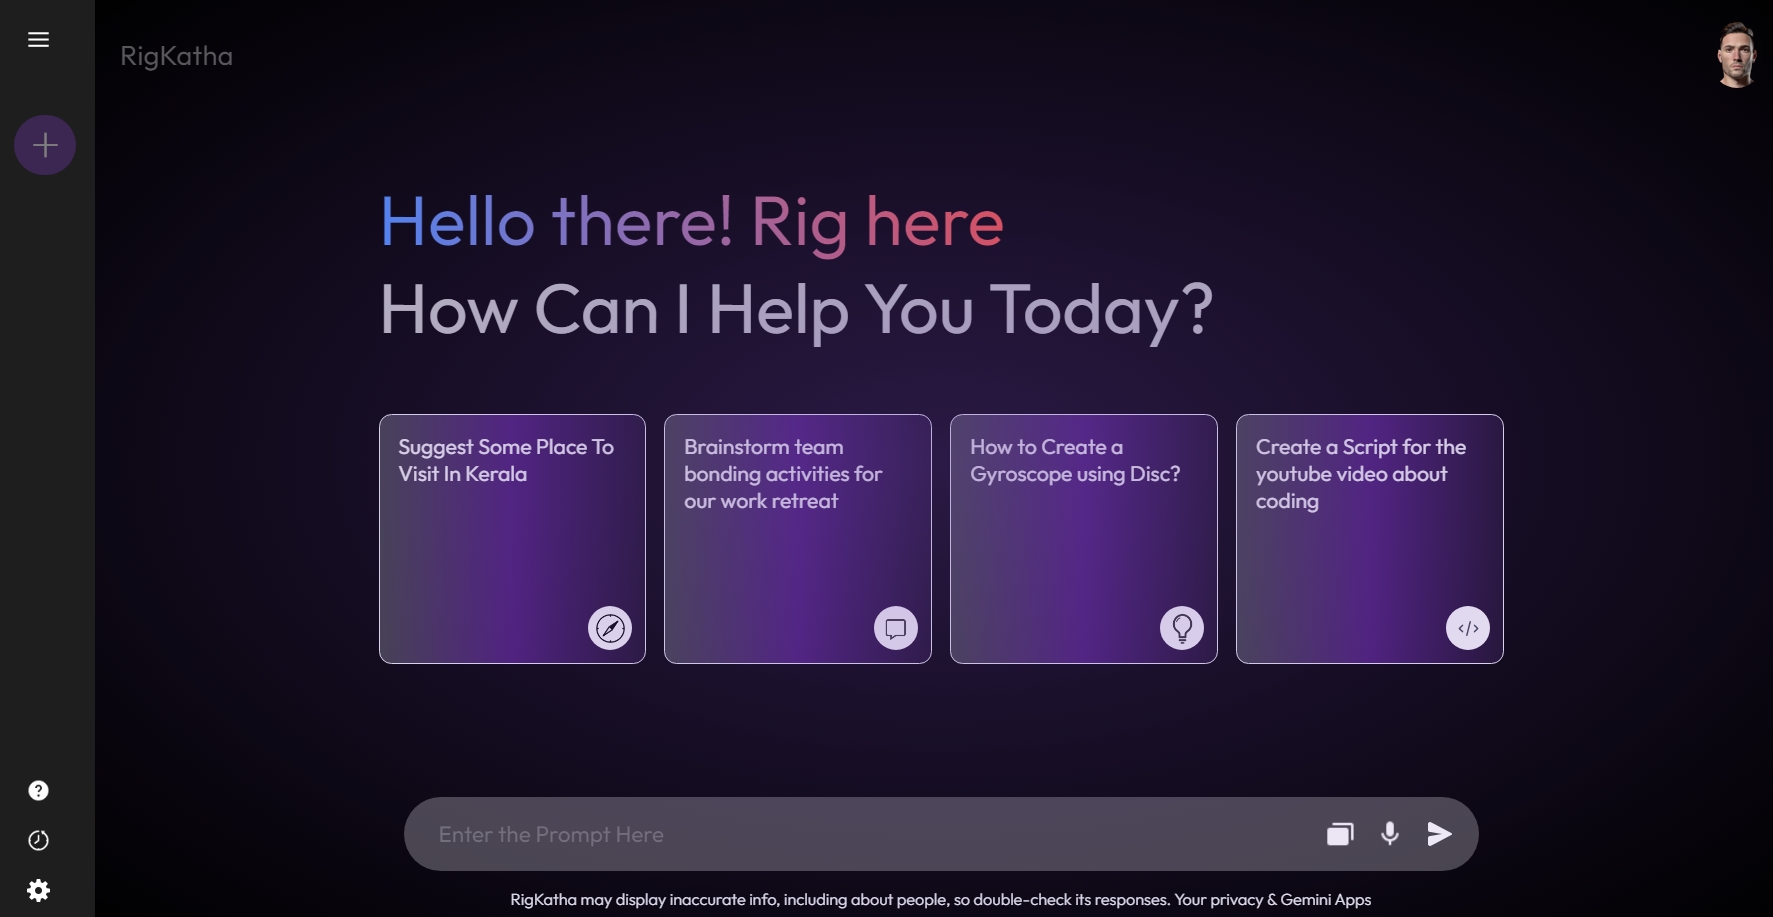 RigKatha
Hello there! Rig here
How Can I Help You Today?
Suggest Some Place To
Visit In Kerala
Brainstorm team
bonding activities for
our work retreat
How to Create a
Gyroscope using Disc?
Create a Script for the
youtube video about
coding
Enter the Prompt Here
RigKatha may display inaccurate info, including about people, so double-check its responses. Your privacy & Gemini Apps